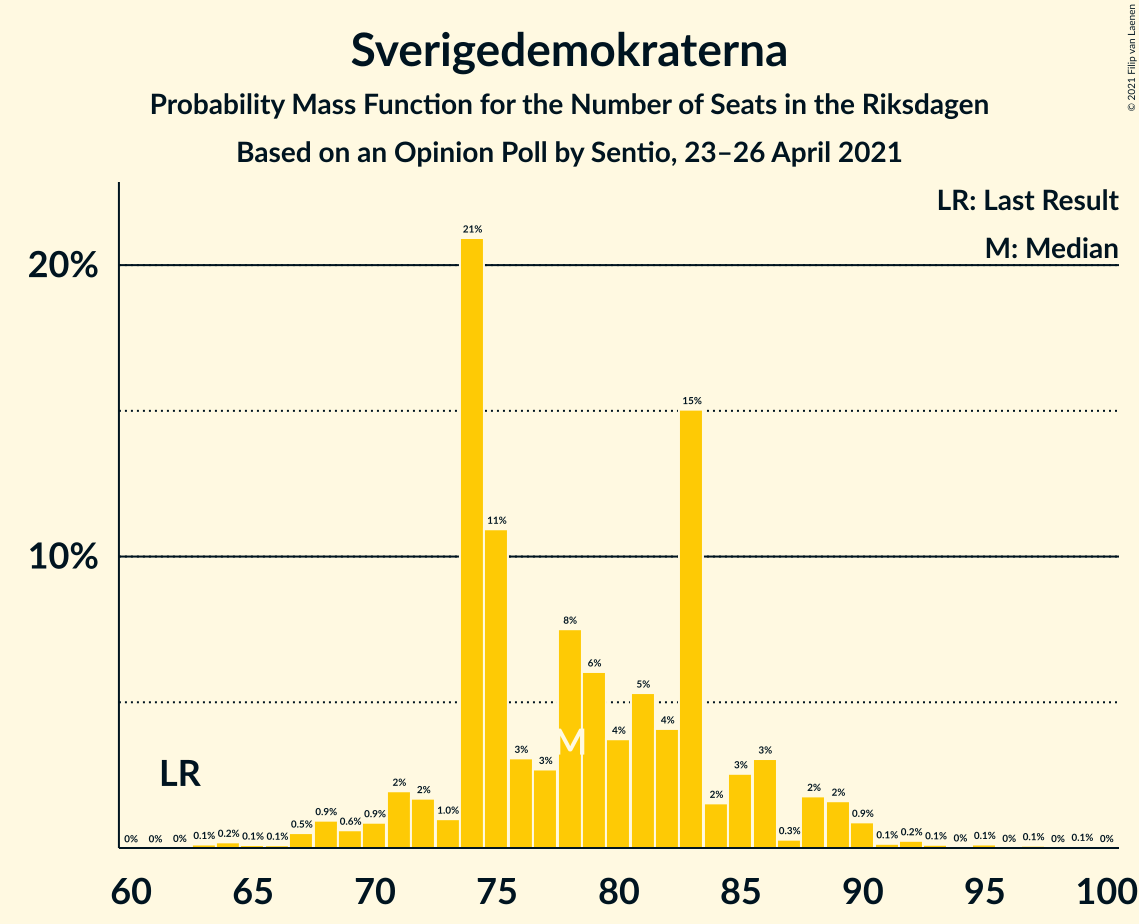 © 2021 Filip van Laenen
Sverigedemokraterna
Probability Mass Function for the Number of Seats in the Riksdagen
Based on an Opinion Poll by Sentio, 23–26 April 2021
LR: Last Result
M: Median
20%
10%
21%
15%
11%
8%
6%
5%
4%
4%
3%
3%
3%
3%
2%
2%
1.0%
2%
2%
2%
0.9%
0.6%
0.9%
0.5%
0.3%
0.9%
0% 0% 0% 0.1% 0.2% 0.1% 0.1%
0.1% 0.2% 0.1% 0% 0.1% 0% 0.1% 0% 0.1% 0%
LR
M
60 65 70 75 80 85 90 95 100